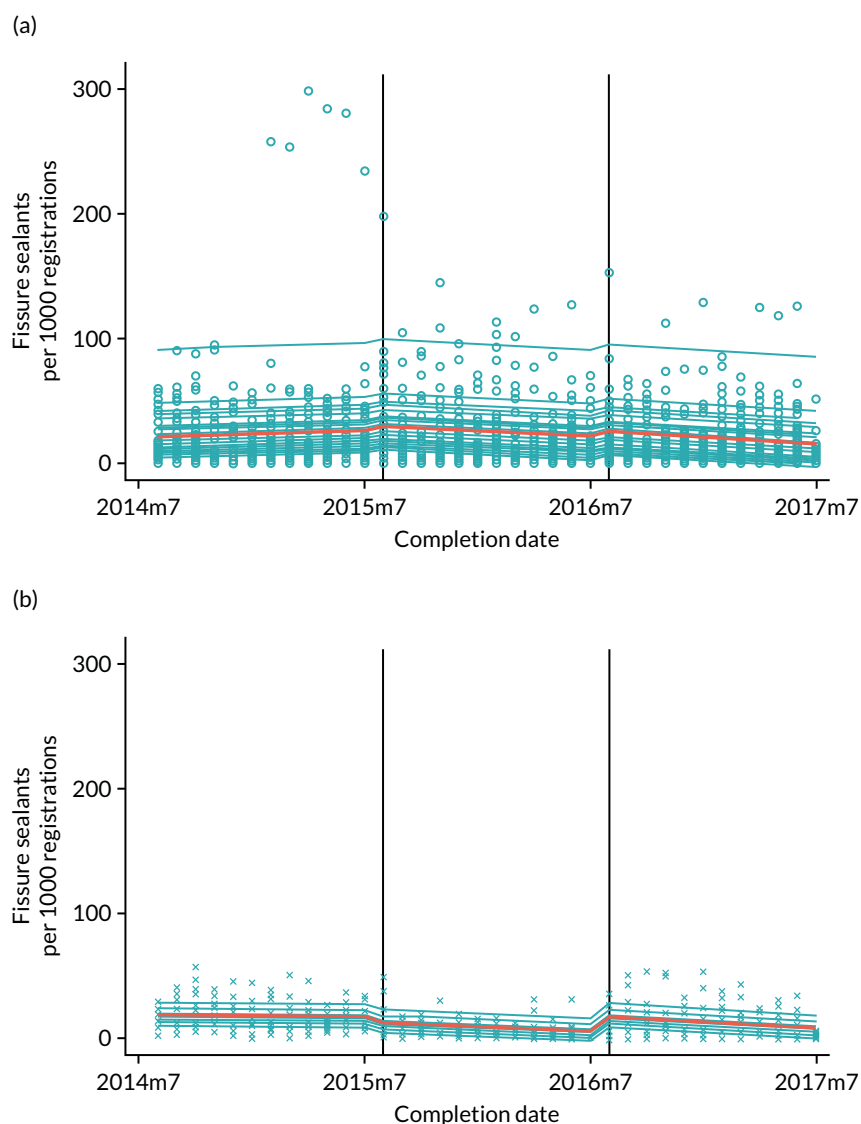 (a)
300
200
100
0
Fissure sealants
per 1000 registrations
2014m7 2015m7 2016m7 2017m7
Completion date
(b)
300
200
100
0
Fissure sealants
per 1000 registrations
2014m7 2015m7 2016m7 2017m7
Completion date